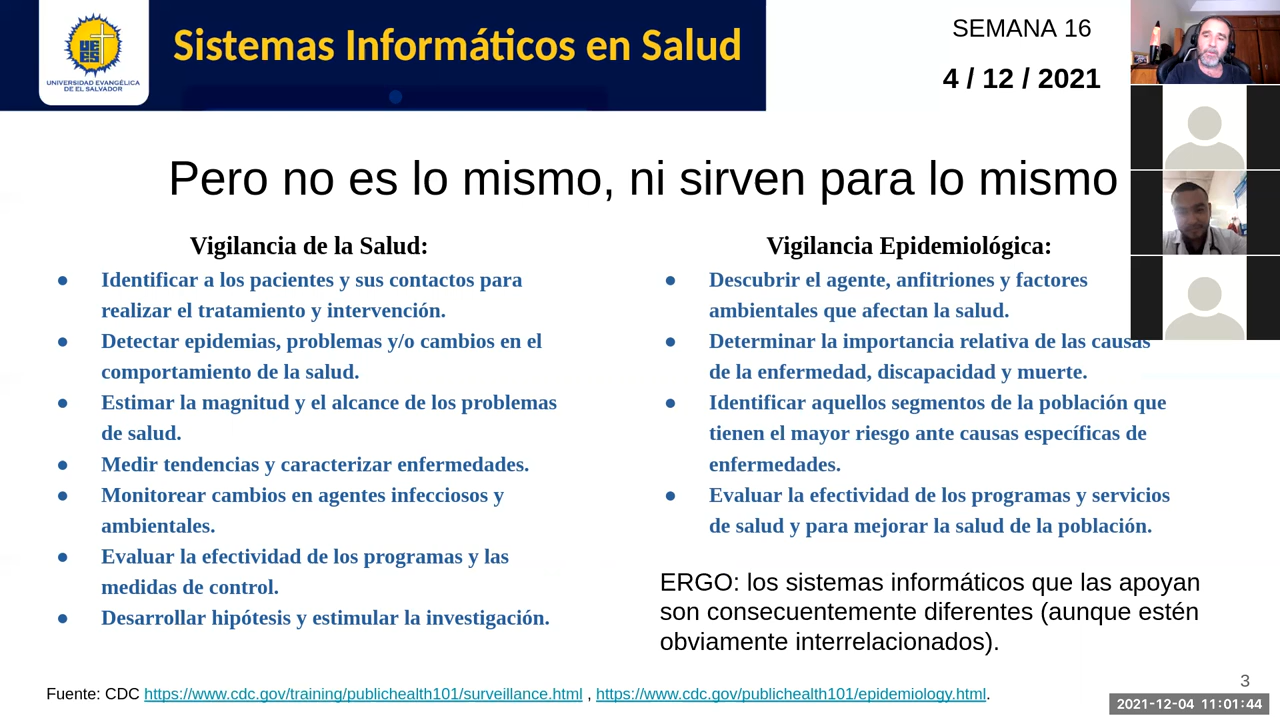 UNIVERSIDAD EVANGÉLICA
DE EL SALVADOR
Sistemas Informáticos en Salud
SEMANA 16
4 / 12 / 2021
Pero no es lo mismo, ni sirven para lo mismo
Vigilancia de la Salud:
● Identificar a los pacientes y sus contactos para
realizar el tratamiento y intervención.
● Detectar epidemias, problemas y/o cambios en el
comportamiento de la salud.
● Estimar la magnitud y el alcance de los problemas
de salud.
● Medir tendencias y caracterizar enfermedades.
● Monitorear cambios en agentes infecciosos y
ambientales.
● Evaluar la efectividad de los programas y las
medidas de control.
● Desarrollar hipótesis y estimular la investigación.
Vigilancia Epidemiológica:
● Descubrir el agente, anfitriones y factores
ambientales que afectan la salud.
● Determinar la importancia relativa de las causas
de la enfermedad, discapacidad y muerte.
● Identificar aquellos segmentos de la población que
tienen el mayor riesgo ante causas específicas de
enfermedades.
● Evaluar la efectividad de los programas y servicios
de salud y para mejorar la salud de la población.
ERGO: los sistemas informáticos que las apoyan
son consecuentemente diferentes (aunque estén
obviamente interrelacionados).
Fuente: CDC https://www.cdc.gov/training/publichealth101/surveillance.html , https://www.cdc.gov/publichealth101/epidemiology.html.
3
2021-12-04 11:01:44